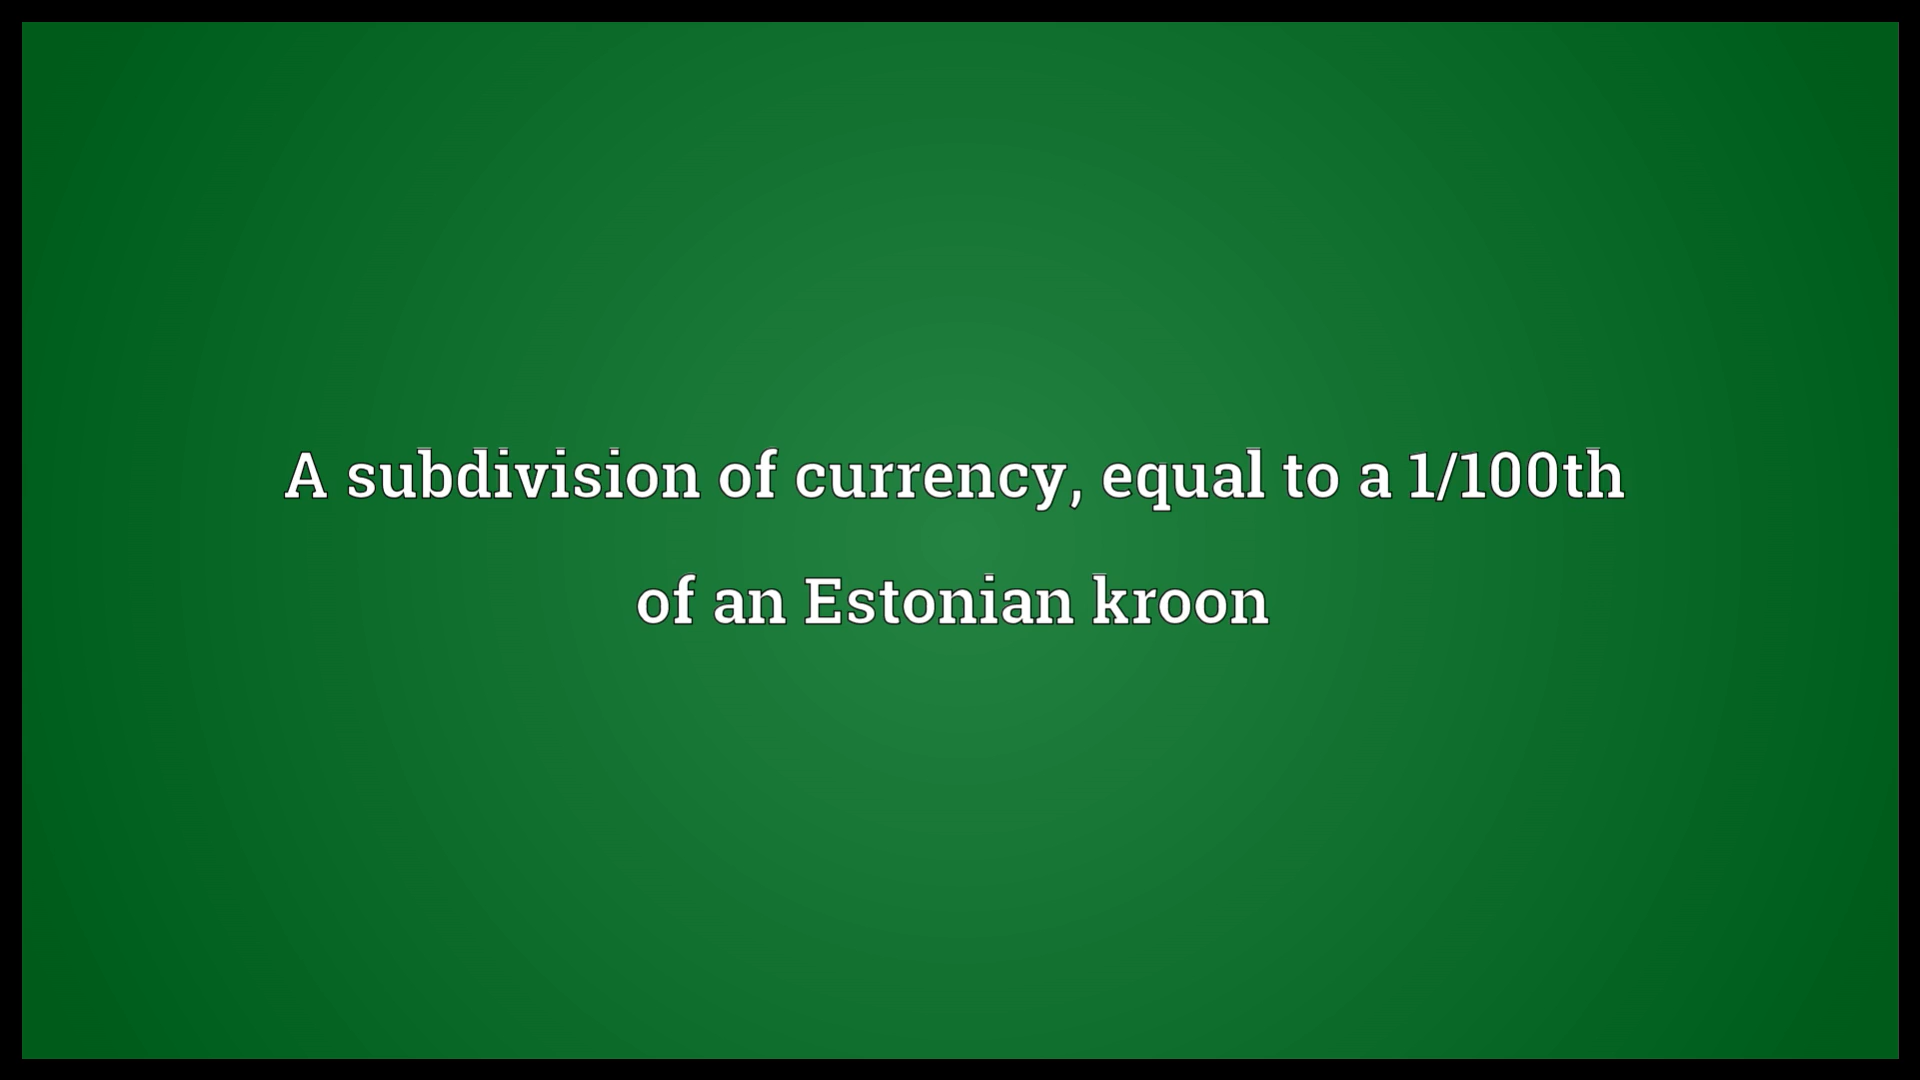 A subdivision of currency, equal to a 1/100th
of an Estonian kroon